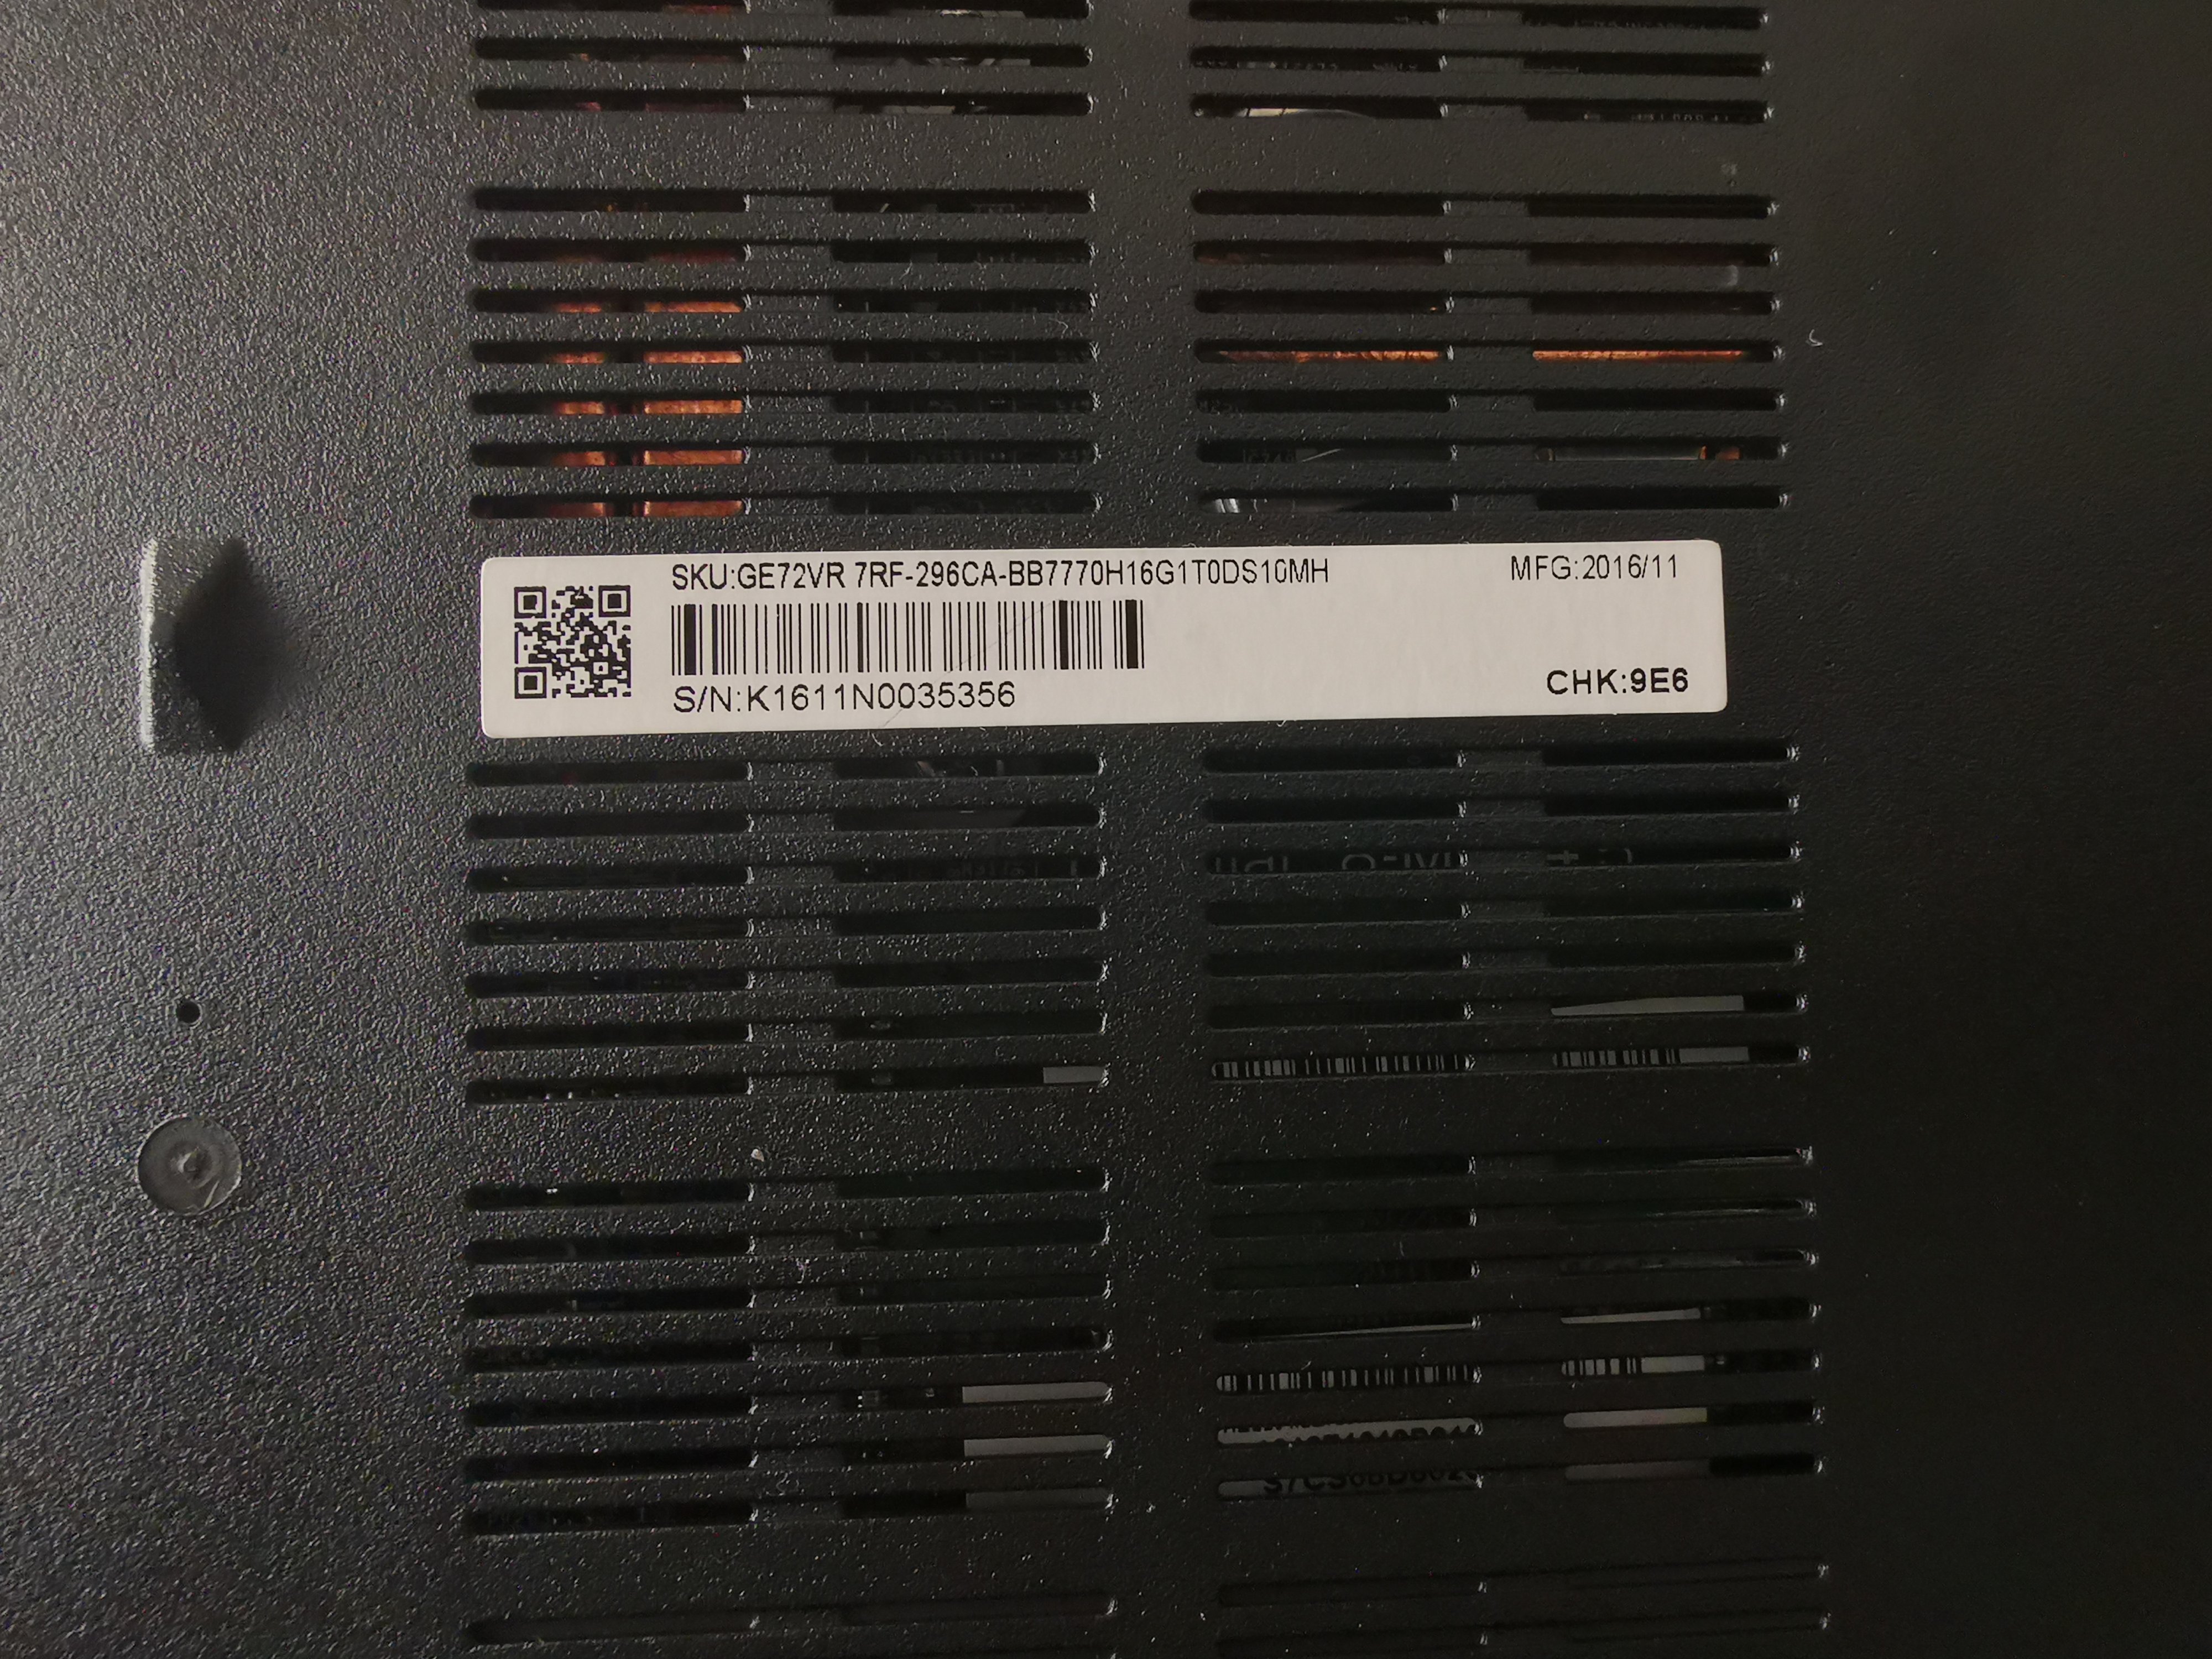 SKU:GE72VR 7RF-296CA-BB7770H16G1T0DS10MH
MFG:2016/11
S/N:K1611N0035356
CHK:9E6